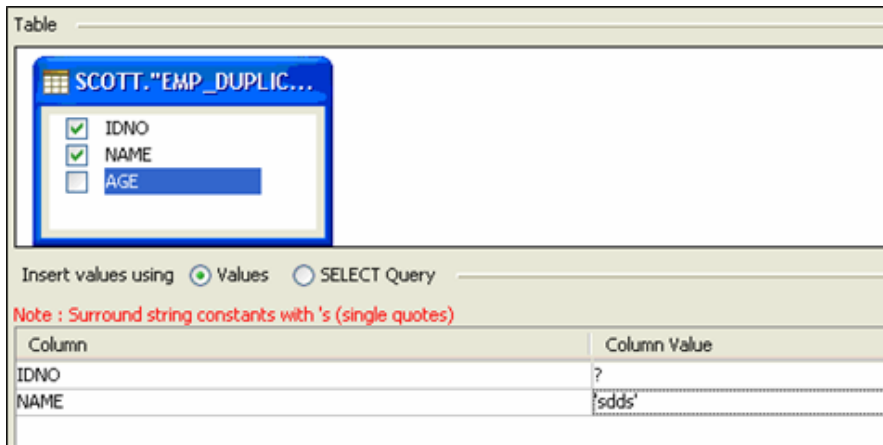 Table
SCOTT."EMP_DUPLIC...
IDNO
NAME
AGE
Insert values using Values SELECT Query
Note : Surround string constants with 's (single quotes)
Column Column Value
IDNO ?
NAME 'sdds'